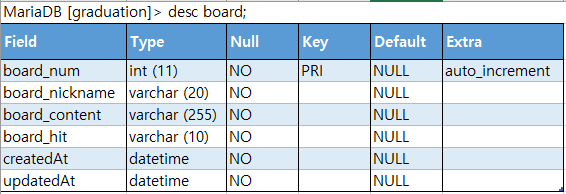 MariaDB [graduation]> desc board;
Field Type Null Key Default Extra
board_num int (11) NO PRI NULL auto_increment
board_nickname varchar (20) NO NULL
board_content varchar (255) NO NULL
board_hit varchar (10) NO NULL
createdAt datetime NO NULL
updatedAt datetime NO NULL